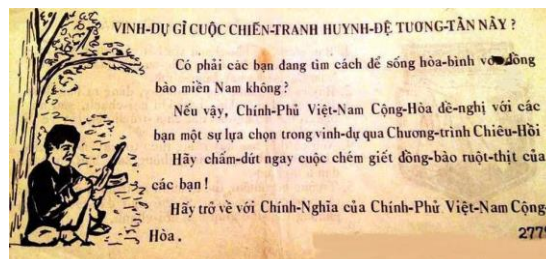 VINH-DỰ GÌ CUỘC CHIẾN-TRANH HUYNH-ĐỆ TƯƠNG-TÀN NẦY ?
Có phải các bạn đang tìm cách để sống hòa-bình với đồng
bào miền Nam không ?
Nếu vậy, Chính-Phủ Việt-Nam Cộng-Hòa đề-nghị với các
bạn một sự lựa chọn trong vinh-dự qua Chương-trình Chiêu-Hồi
Hãy chấm-dứt ngay cuộc chém giết đồng-bào ruột-thịt của
các bạn !
Hãy trở về với Chính-Nghĩa của Chính-Phủ Việt-Nam Cộng-
Hòa .